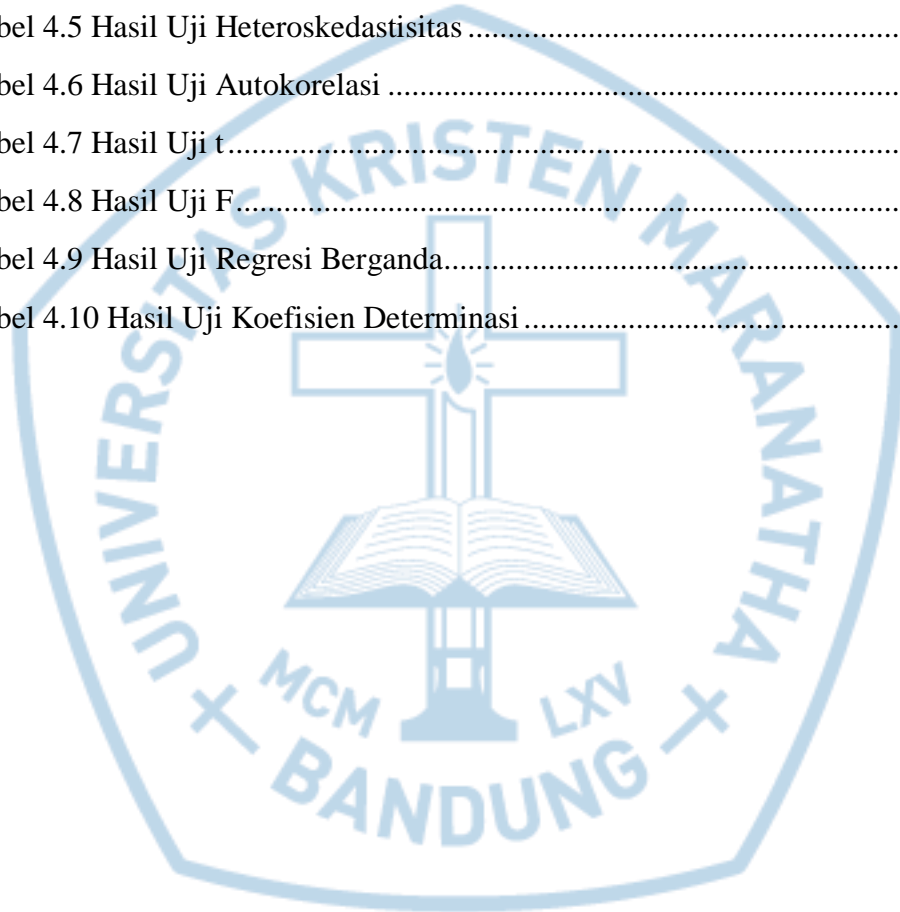 bel 4.5 Hasil Uji Heteroskedastisitas
bel 4.6 Hasil Uji Autokorelasi
bel 4.7 Hasil Uji t
bel 4.8 Hasil Uji F
bel 4.9 Hasil Uji Regresi Berganda
bel 4.10 Hasil Uji Koefisien Determinasi
UNIVERSITAS KRISTEN MARANATHA
MCM LXV
BANDUNG